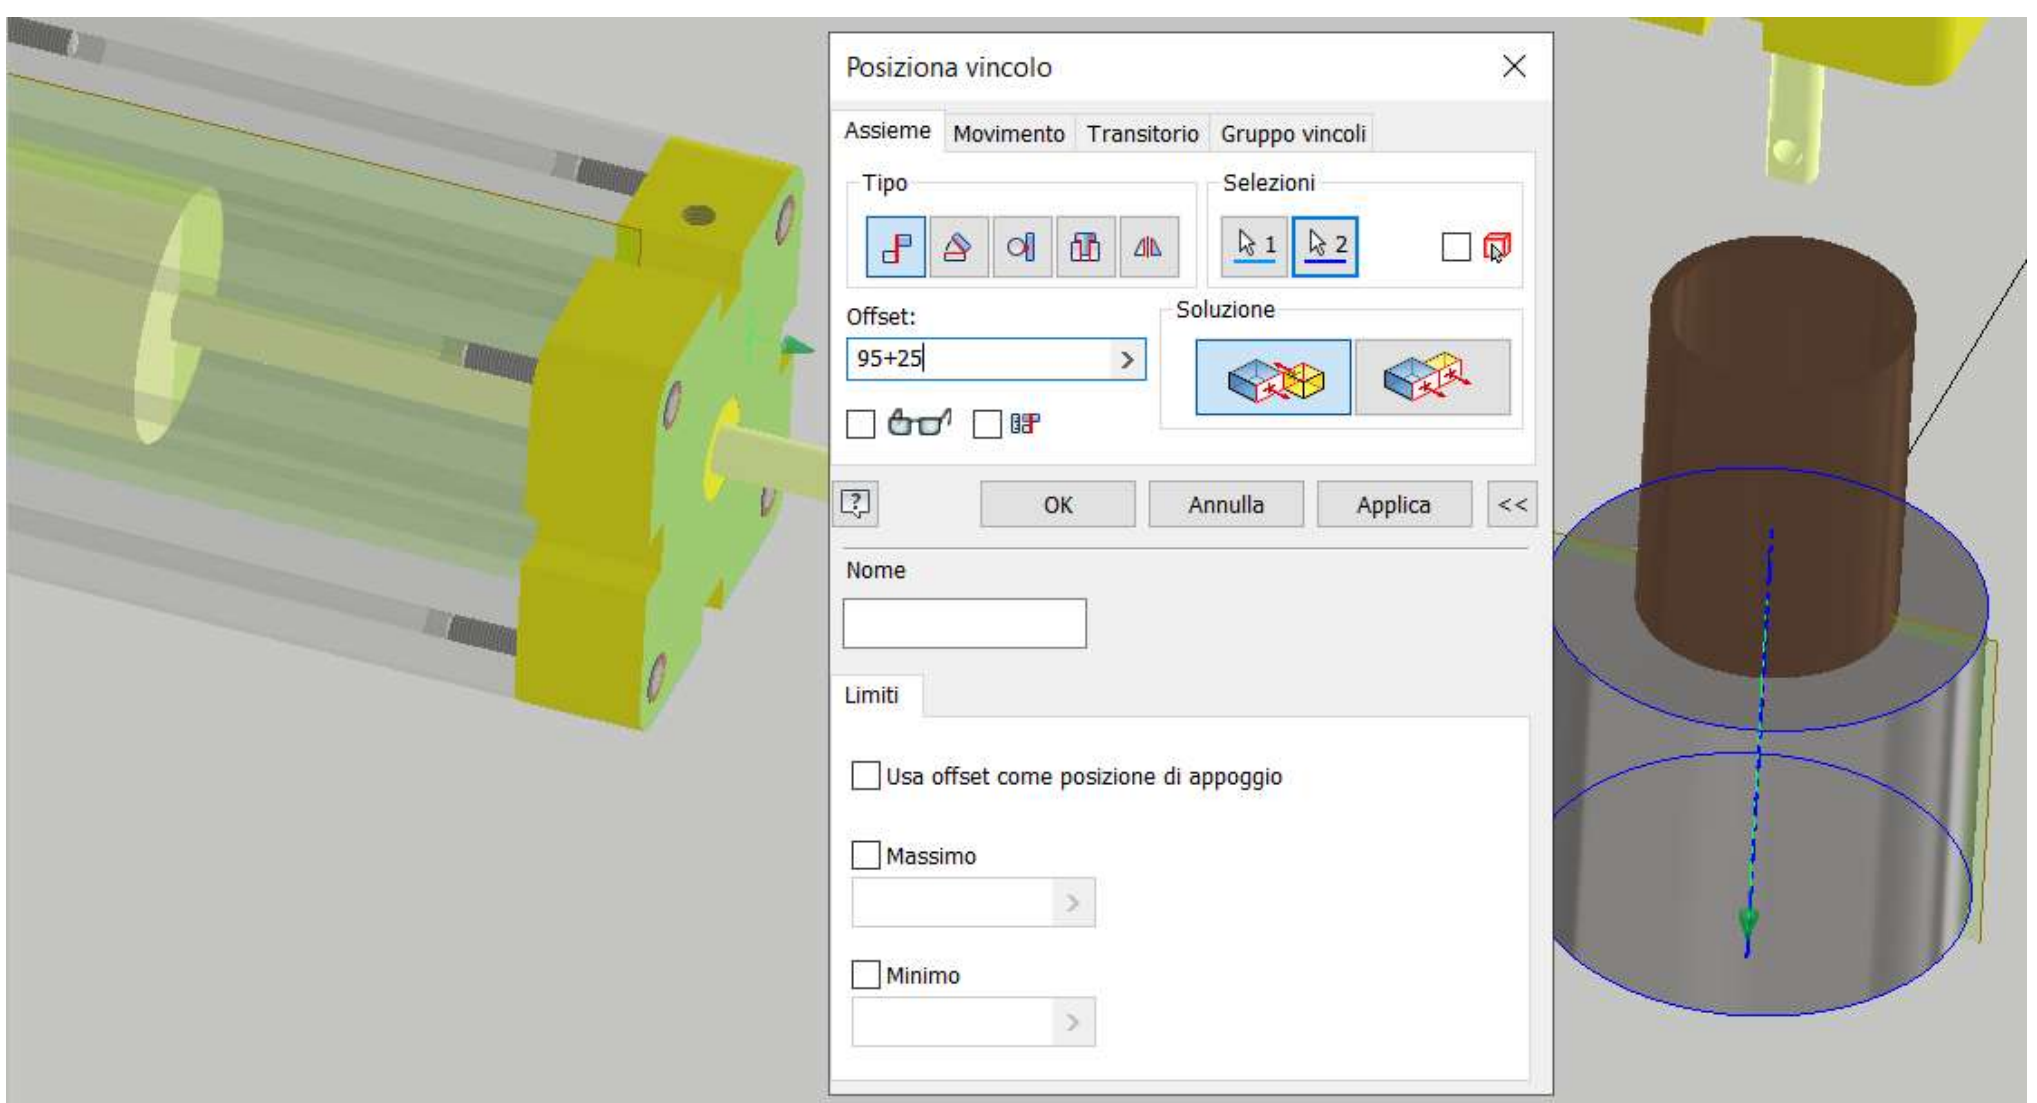 Posiziona vincolo
Assieme Movimento Transitorio Gruppo vincoli
Tipo Selezioni
1 2
Offset: Soluzione
95+25
OK Annulla Applica <<
Nome
Limiti
Usa offset come posizione di appoggio
Massimo
Minimo